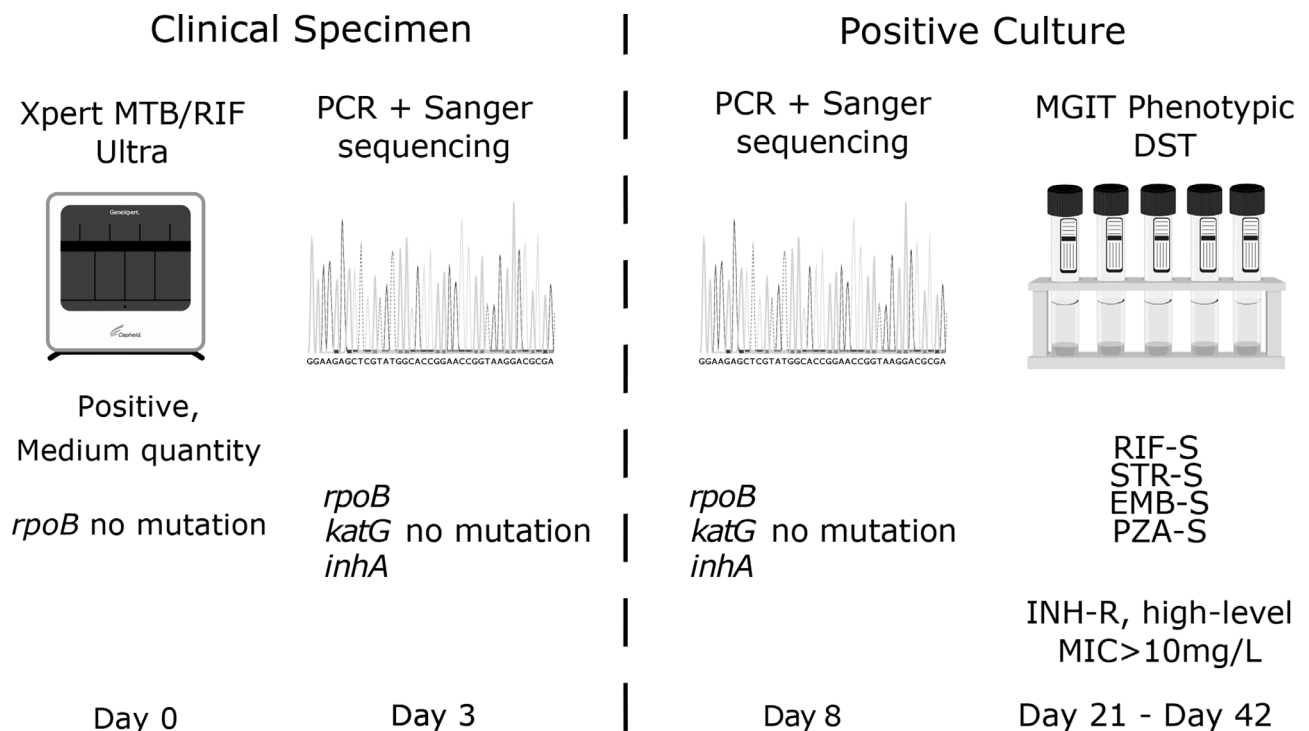 Clinical Specimen
Positive Culture
Xpert MTB/RIF
Ultra
GeneXpert.
Cepheid.
Positive,
Medium quantity
rpoB no mutation
Day 0
PCR + Sanger
sequencing
GGAAGAGCTCGTATGGCACCGGAACCGGTAAGGACGCGA
rpoB
katG no mutation
inhA
Day 3
PCR + Sanger
sequencing
GGAAGAGCTCGTATGGCACCGGAACCGGTAAGGACGCGA
rpoB
katG no mutation
inhA
Day 8
MGIT Phenotypic
DST
RIF-S
STR-S
EMB-S
PZA-S
INH-R, high-level
MIC>10mg/L
Day 21 - Day 42